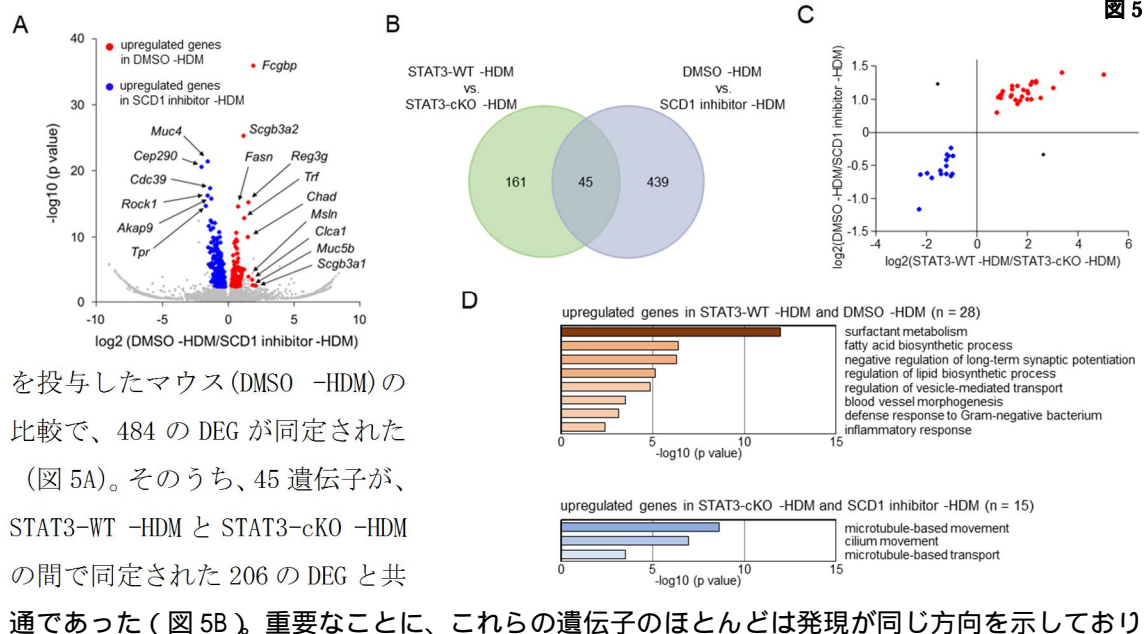 図 5
A
upregulated genes
in DMSO -HDM
upregulated genes
in SCD1 inhibitor -HDM
40
30
20
10
0
-log10 (p value)
Fcgbp
Scgb3a2
Muc4
Cep290
Cdc39
Rock1
Akap9
Tpr
Fasn
Reg3g
Trf
Chad
Msln
Clca1
Muc5b
Scgb3a1
-10 -5 0 5 10
log2 (DMSO -HDM/SCD1 inhibitor -HDM)
B
STAT3-WT -HDM
vs.
STAT3-cKO -HDM
DMSO -HDM
vs.
SCD1 inhibitor -HDM
161 45 439
C
log2(DMSO -HDM/SCD1 inhibitor -HDM)
1.5
1.0
0
-0.5
-1.0
-1.5
-4 -2 0 2 4 6
log2(STAT3-WT -HDM/STAT3-cKO -HDM)
D
upregulated genes in STAT3-WT -HDM and DMSO -HDM (n = 28)
surfactant metabolism
fatty acid biosynthetic process
negative regulation of long-term synaptic potentiation
regulation of lipid biosynthetic process
regulation of vesicle-mediated transport
blood vessel morphogenesis
defense response to Gram-negative bacterium
inflammatory response
0 5 10 15
-log10 (p value)
upregulated genes in STAT3-cKO -HDM and SCD1 inhibitor -HDM (n = 15)
microtubule-based movement
cilium movement
microtubule-based transport
0 5 10 15
-log10 (p value)
を投与したマウス(DMSO -HDM)の
比較で、484 の DEG が同定された
(図 5A)。そのうち、45 遺伝子が、
STAT3-WT -HDM と STAT3-cKO -HDM
の間で同定された 206 の DEG と共
通であった ( 図 5B )。重要なことに、これらの遺伝子のほとんどは発現が同じ方向を示しており